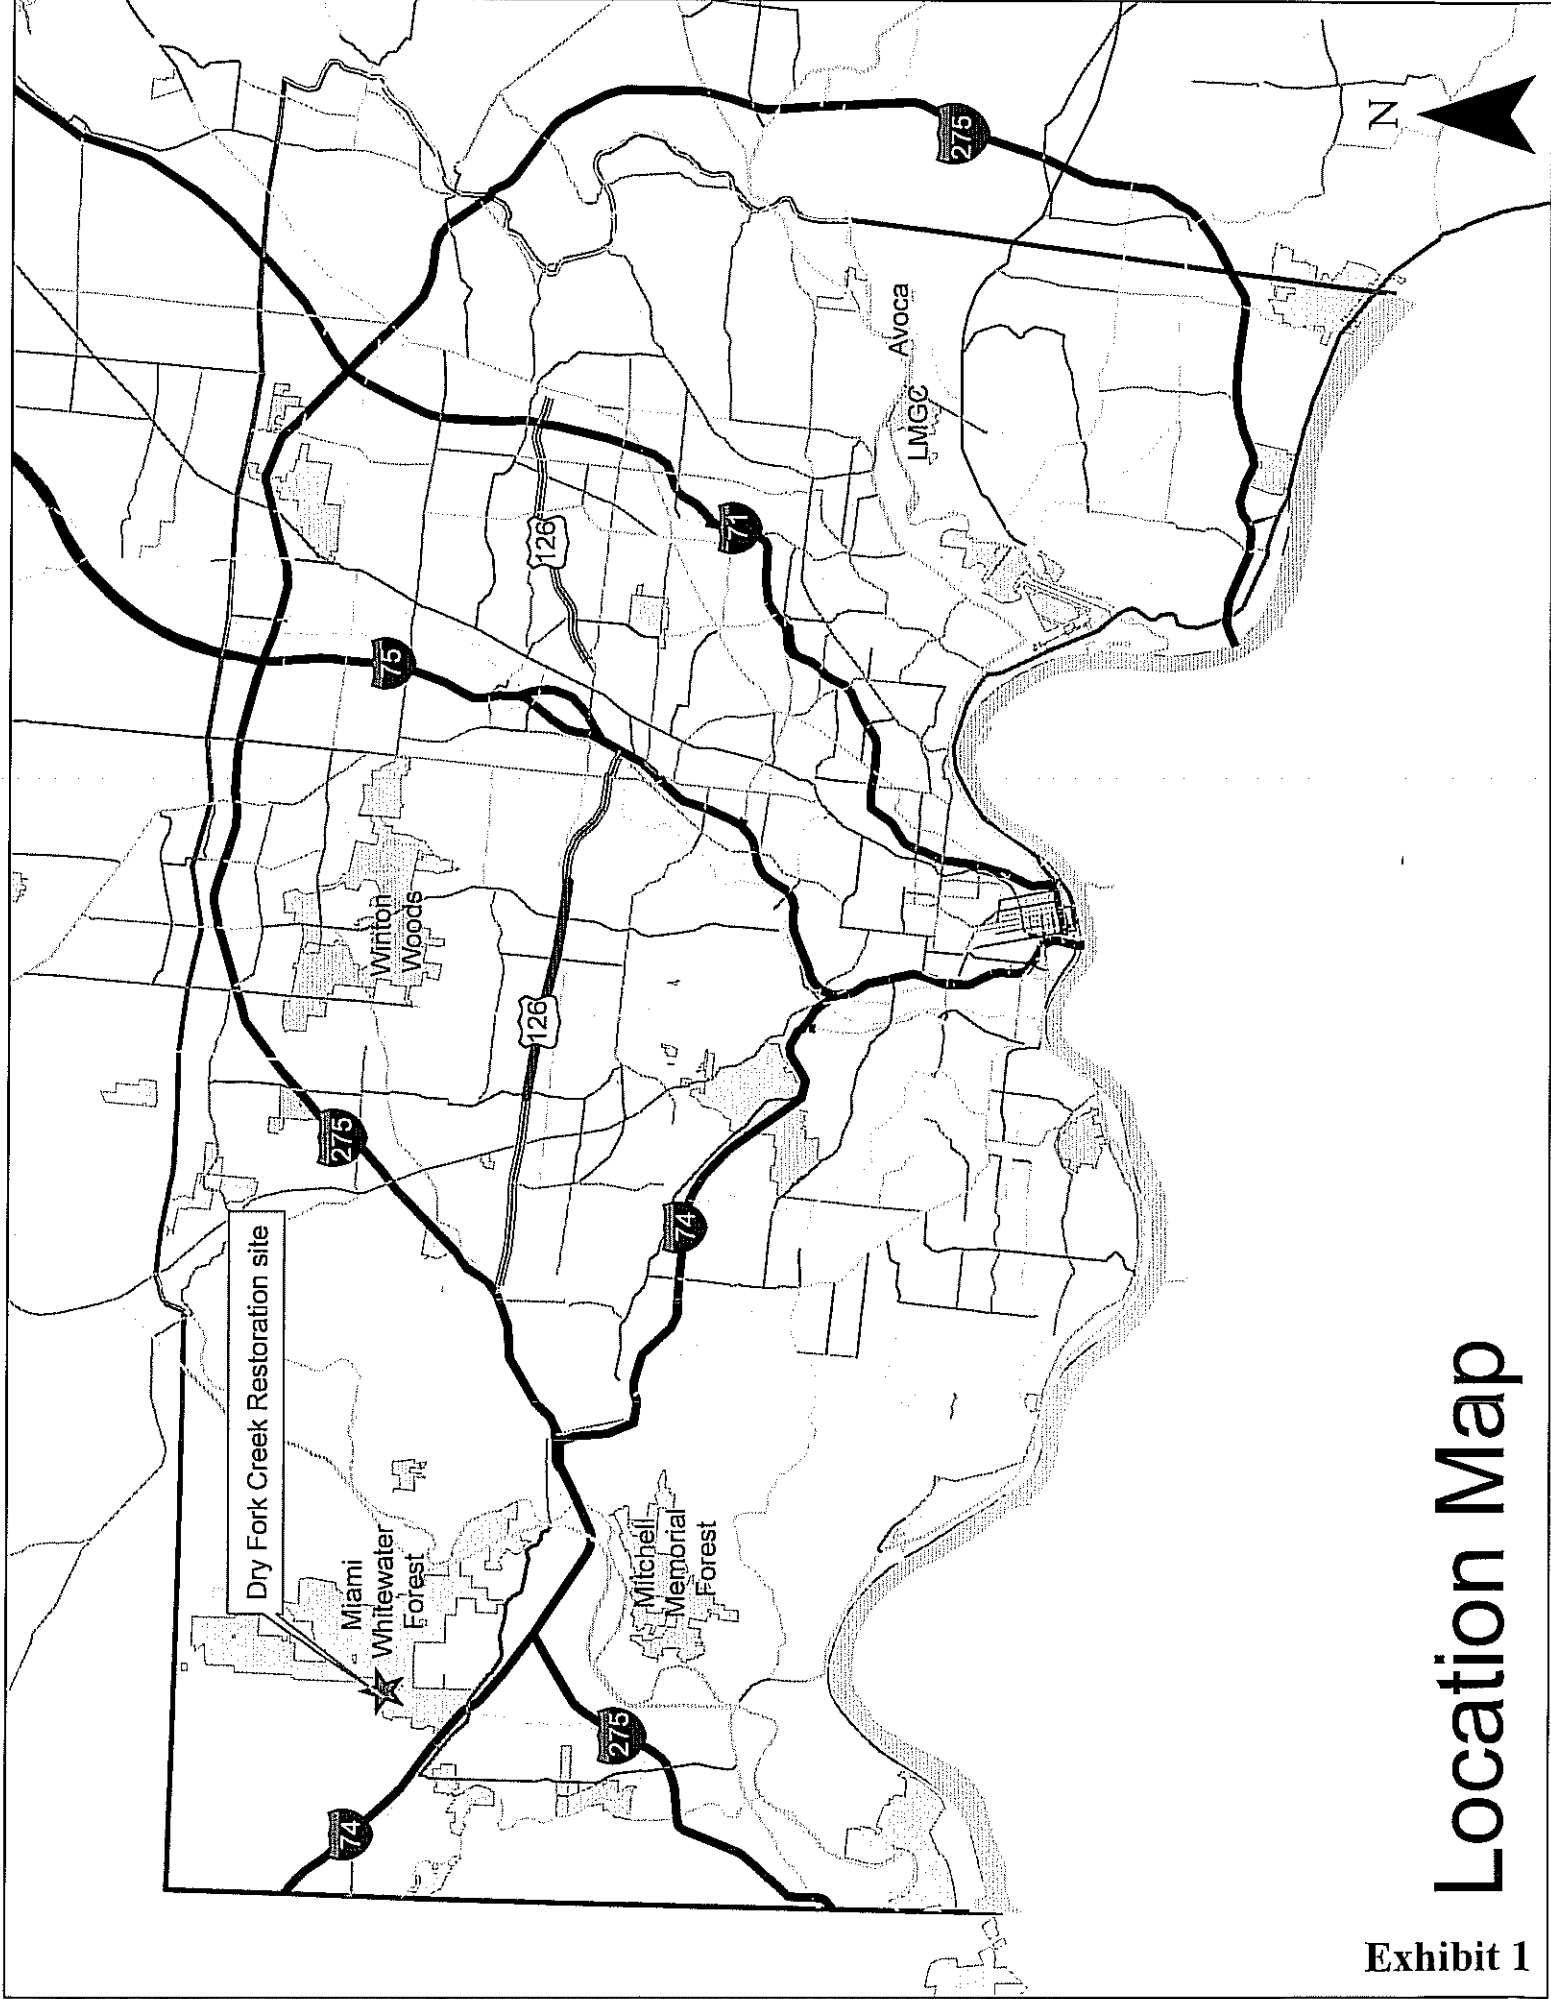 Dry Fork Creek Restoration site
Miami
Whitewater
Forest
Winton
Woods
Mitchell
Memorial
Forest
Avoca
LMGC
74
275
275
74
126
126
75
71
275
N
Location Map
Exhibit 1